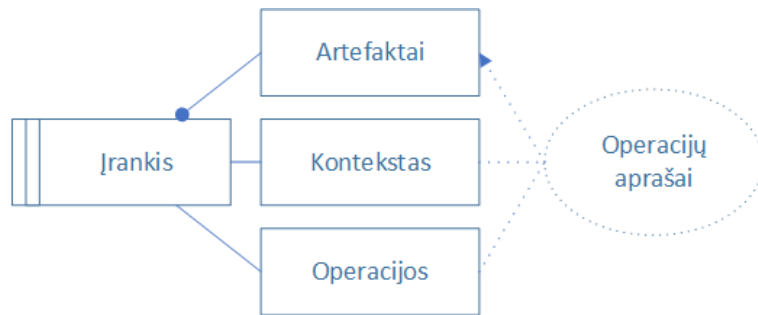 Artefaktai
Įrankis
Kontekstas
Operacijų
aprašai
Operacijos